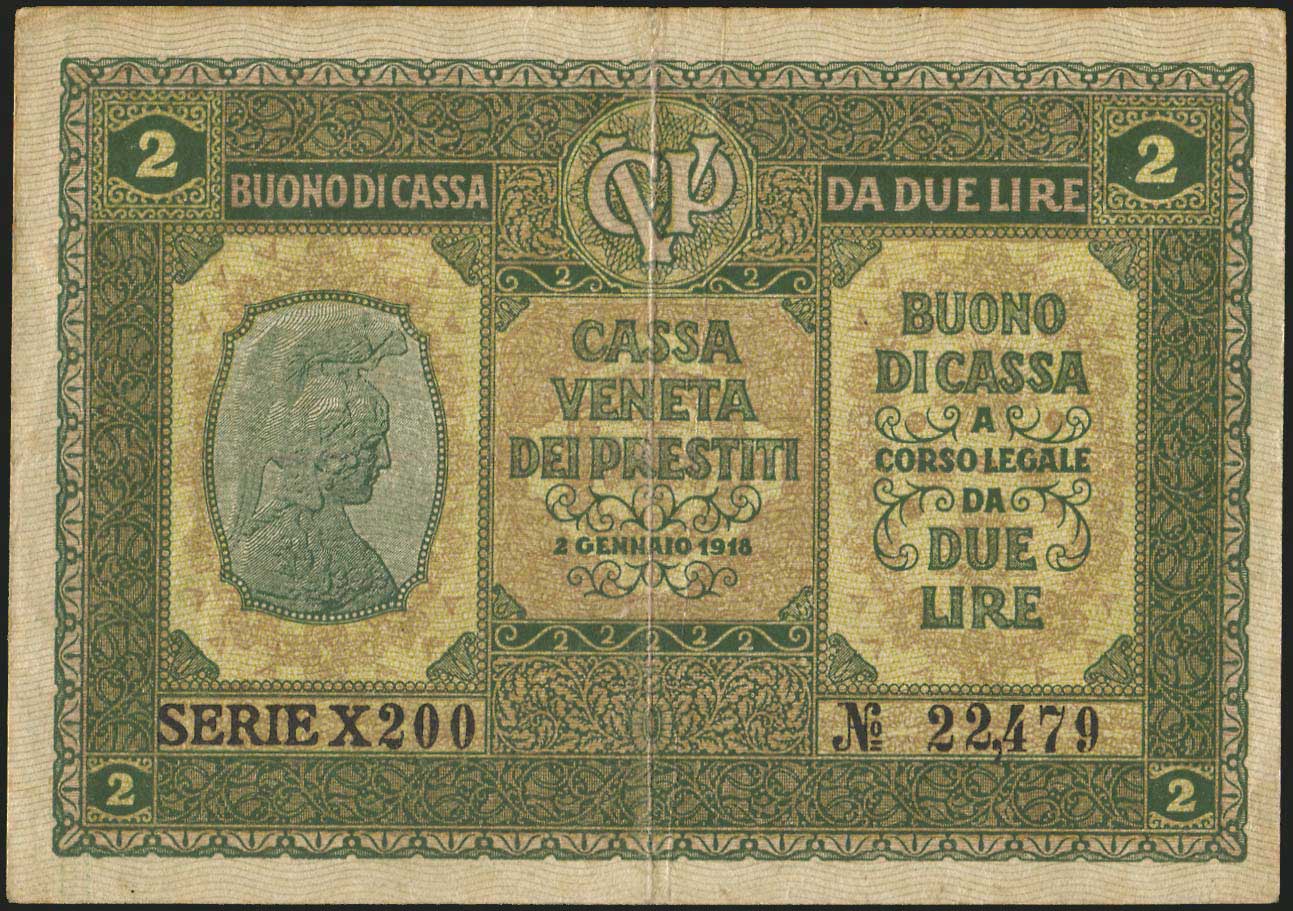 2
BUONO DI CASSA
CVP
DA DUE LIRE
2
2 2
CASSA
VENETA
DEI PRESTITI
2 GENNAIO 1918
2 2 2 2 2
BUONO
DI CASSA
A
CORSO LEGALE
DA
DUE
LIRE
SERIE X200
№ 22,479
2
2